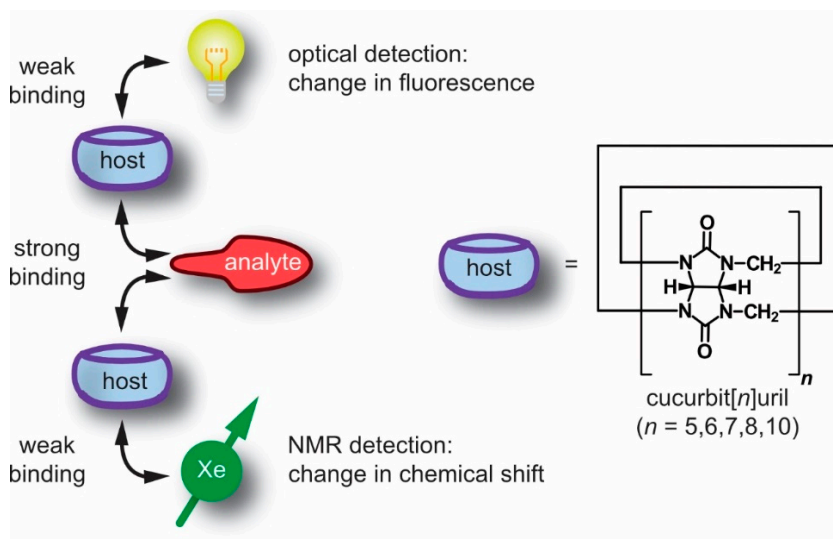 weak
binding
optical detection:
change in fluorescence
host
strong
binding
analyte
host
weak
binding
Xe
NMR detection:
change in chemical shift
host
=
O
N
N
CH₂
H
H
N
N
CH₂
O
n
cucurbit[n]uril
(n = 5,6,7,8,10)